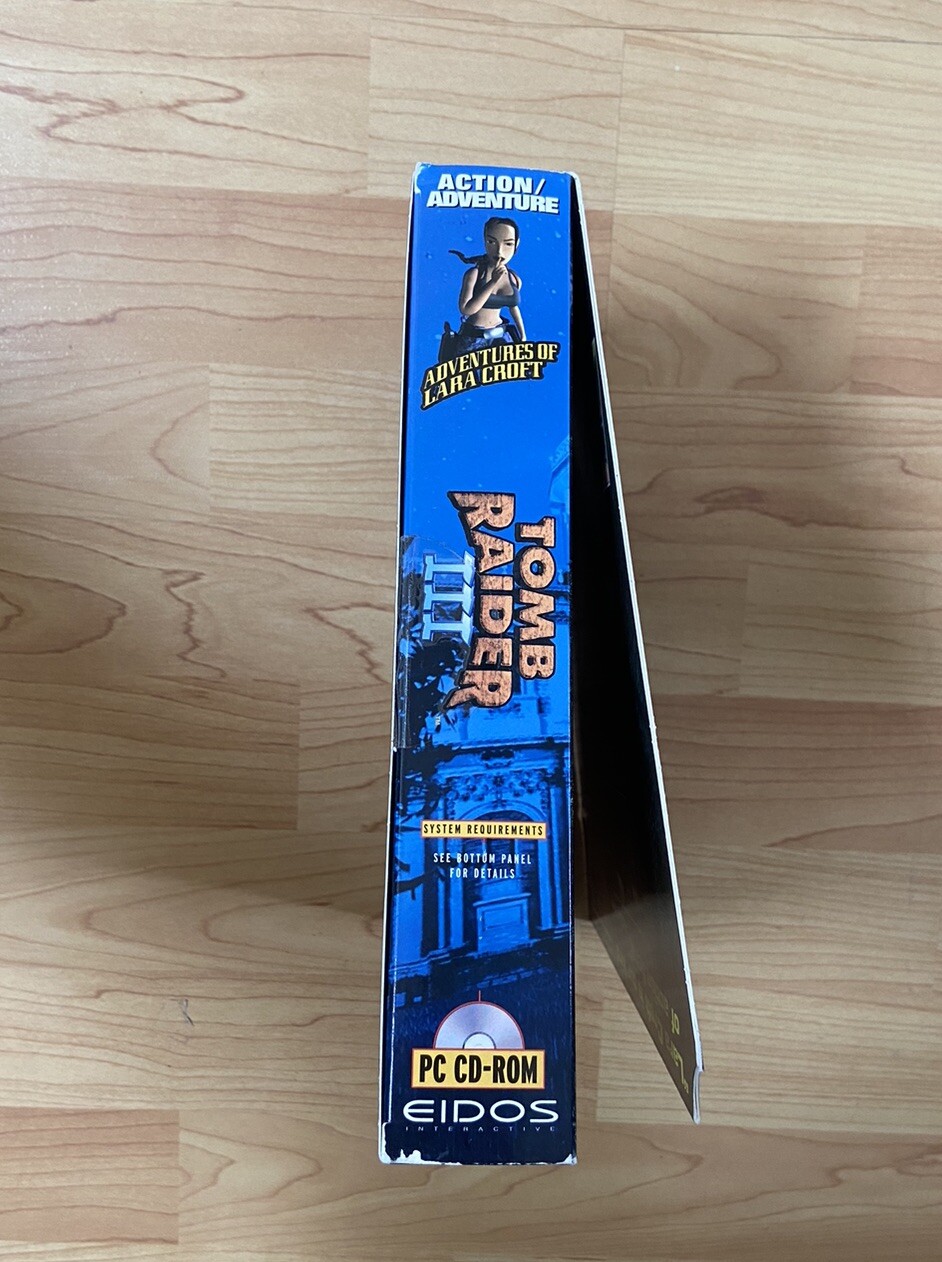 ACTION/
ADVENTURE
ADVENTURES OF
LARA CROFT
TOMB
RAIDER
III
TM
SYSTEM REQUIREMENTS
SEE BOTTOM PANEL
FOR DETAILS
PC CD-ROM
EIDOS
INTERACTIVE